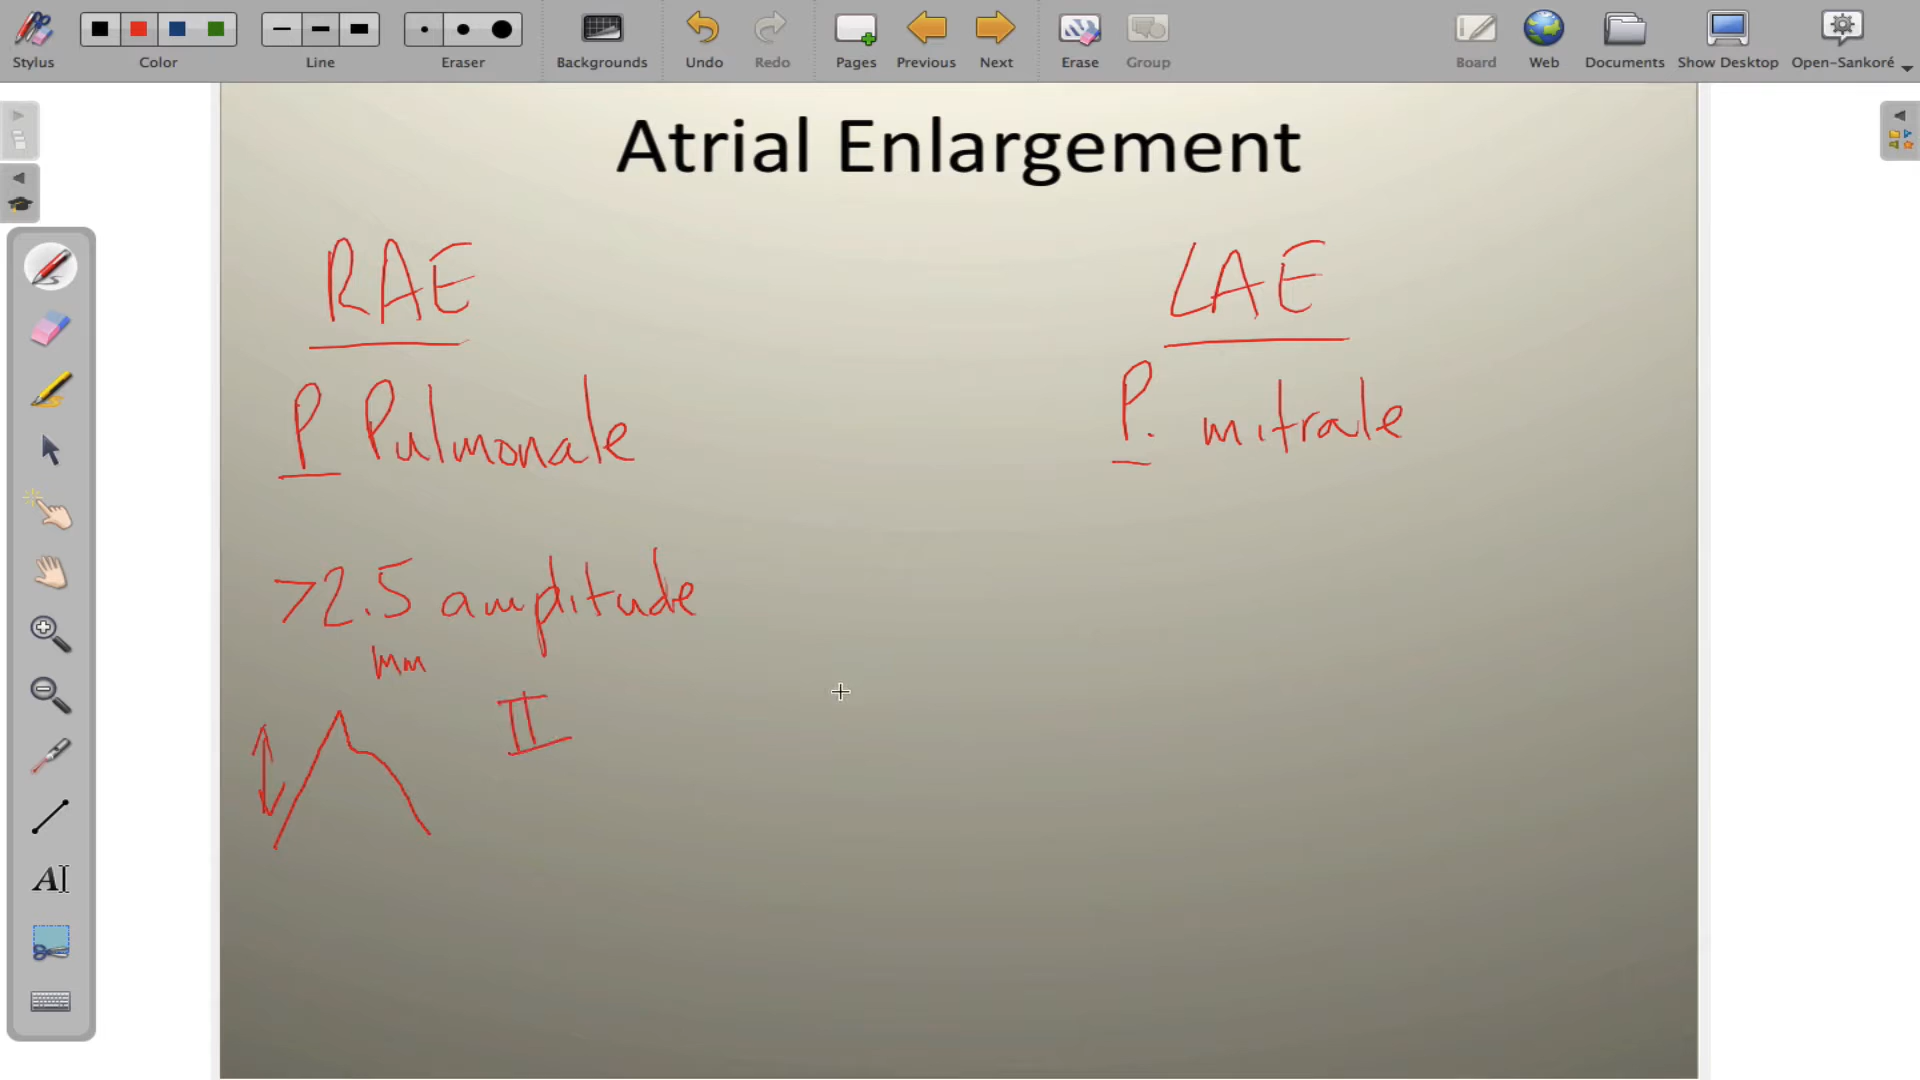 Stylus Color Line Eraser Backgrounds Undo Redo Pages Previous Next Erase Group Board Web Documents Show Desktop Open-Sankoré
Atrial Enlargement
RAE
P Pulmonale
>2.5 amplitude
mm
II
LAE
P. mitrale
AI